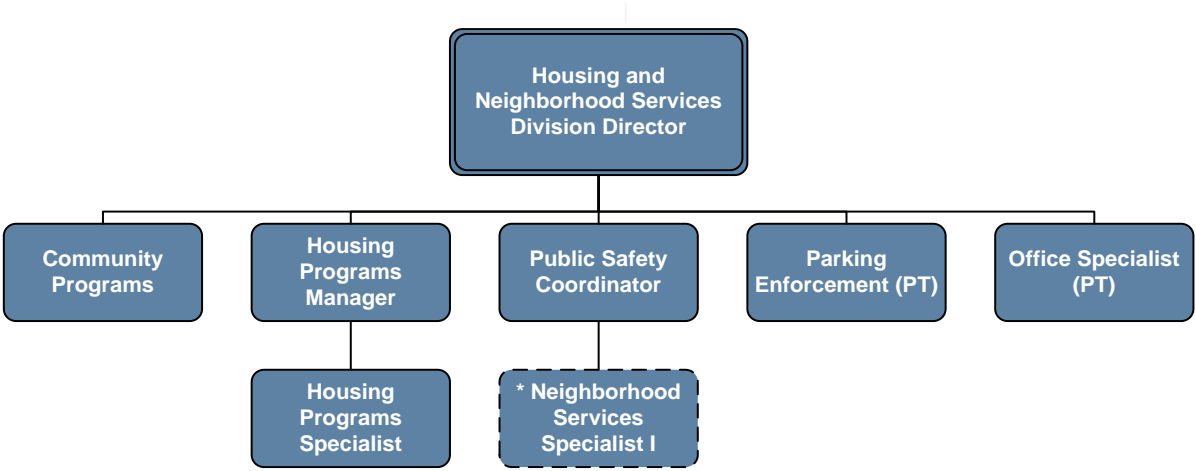 Housing and
Neighborhood Services
Division Director
Community
Programs
Housing
Programs
Manager
Public Safety
Coordinator
Parking
Enforcement (PT)
Office Specialist
(PT)
Housing
Programs
Specialist
* Neighborhood
Services
Specialist I